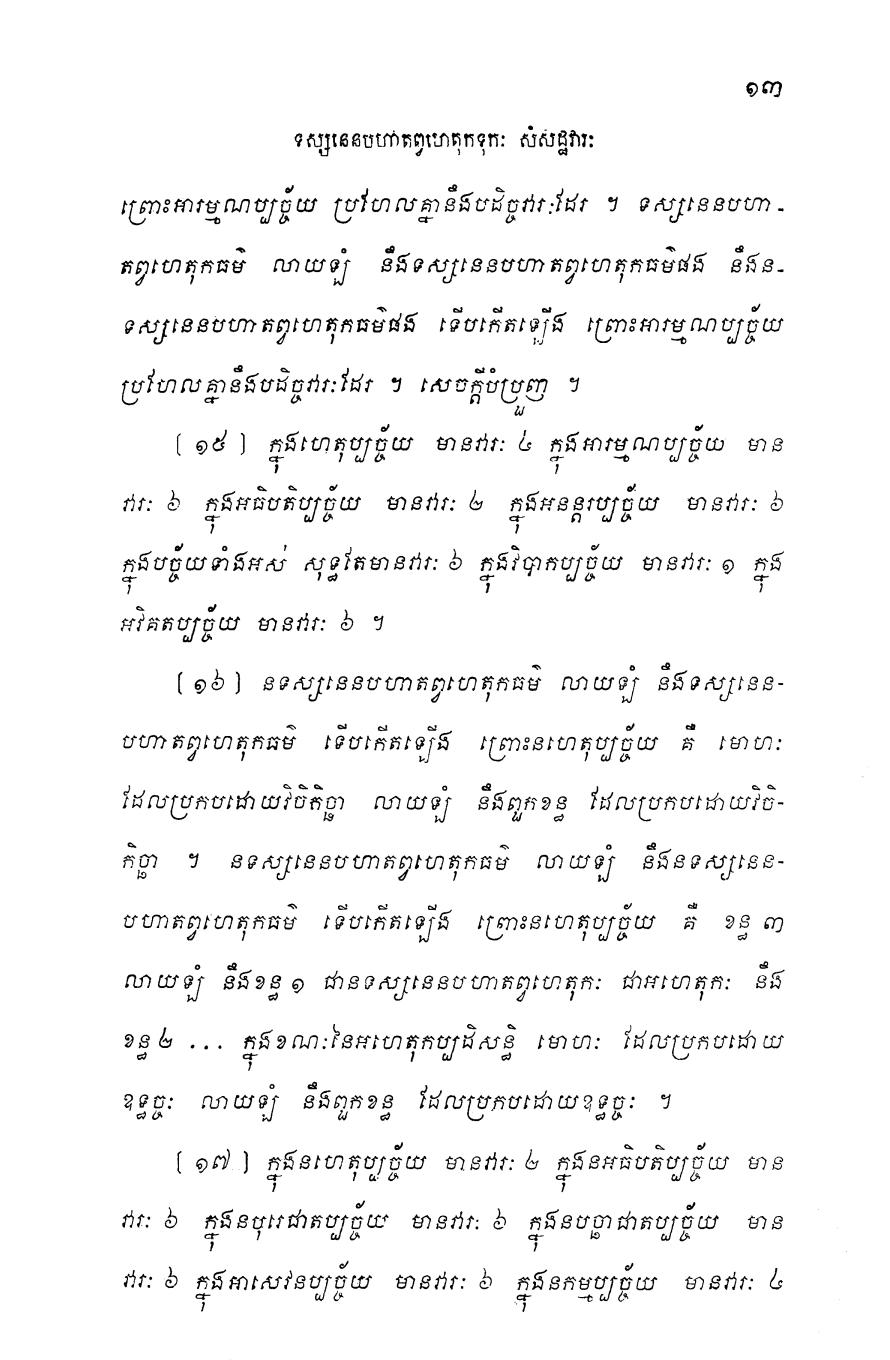 ១៣
ទស្សនេនបហាតព្វហេតុកទុកៈ សំសដ្ឋវារៈ
ព្រោះអារម្មណប្បច្ច័យ ប្រហែលគ្នានឹងបដិច្ចវារៈដែរ ។ ទស្សនេនបហា-
តព្វហេតុកធម៌ លាយឡំ នឹងទស្សនេនបហាតព្វហេតុកធម៌ផង នឹងន-
ទស្សនេនបហាតព្វហេតុកធម៌ផង ទើបកើតឡើង ព្រោះអារម្មណប្បច្ច័យ
ប្រហែលគ្នានឹងបដិច្ចវារៈដែរ ។ សេចក្តីបំប្រួញ ។
[ ១៥ ] ក្នុងហេតុប្បច្ច័យ មានវារៈ ៤ ក្នុងអារម្មណប្បច្ច័យ មាន
វារៈ ៦ ក្នុងអធិបតិប្បច្ច័យ មានវារៈ ២ ក្នុងអនន្តរប្បច្ច័យ មានវារៈ ៦
ក្នុងបច្ច័យទាំងអស់ សុទ្ធតែមានវារៈ ៦ ក្នុងវិបាកប្បច្ច័យ មានវារៈ ១ ក្នុង
អវិគតប្បច្ច័យ មានវារៈ ៦ ។
[ ១៦ ] នទស្សនេនបហាតព្វហេតុកធម៌ លាយឡំ នឹងទស្សនេន-
បហាតព្វហេតុកធម៌ ទើបកើតឡើង ព្រោះនហេតុប្បច្ច័យ គឺ មោហៈ
ដែលប្រកបដោយវិចិកិច្ឆា លាយឡំ នឹងពួកខន្ធ ដែលប្រកបដោយវិចិ-
កិច្ឆា ។ នទស្សនេនបហាតព្វហេតុកធម៌ លាយឡំ នឹងនទស្សនេន-
បហាតព្វហេតុកធម៌ ទើបកើតឡើង ព្រោះនហេតុប្បច្ច័យ គឺ ខន្ធ ៣
លាយឡំ នឹងខន្ធ ១ ជានទស្សនេនបហាតព្វហេតុកៈ ជាអហេតុកៈ នឹង
ខន្ធ ២ ... ក្នុងខណៈនៃអហេតុកប្បដិសន្ធិ មោហៈ ដែលប្រកបដោយ
ឧទ្ធច្ចៈ លាយឡំ នឹងពួកខន្ធ ដែលប្រកបដោយឧទ្ធច្ចៈ ។
[ ១៧ ] ក្នុងនហេតុប្បច្ច័យ មានវារៈ ២ ក្នុងនអធិបតិប្បច្ច័យ មាន
វារៈ ៦ ក្នុងនបុរេជាតប្បច្ច័យ មានវារៈ ៦ ក្នុងនបច្ឆាជាតប្បច្ច័យ មាន
វារៈ ៦ ក្នុងអាសេវនប្បច្ច័យ មានវារៈ ៦ ក្នុងនកម្មប្បច្ច័យ មានវារៈ ៤